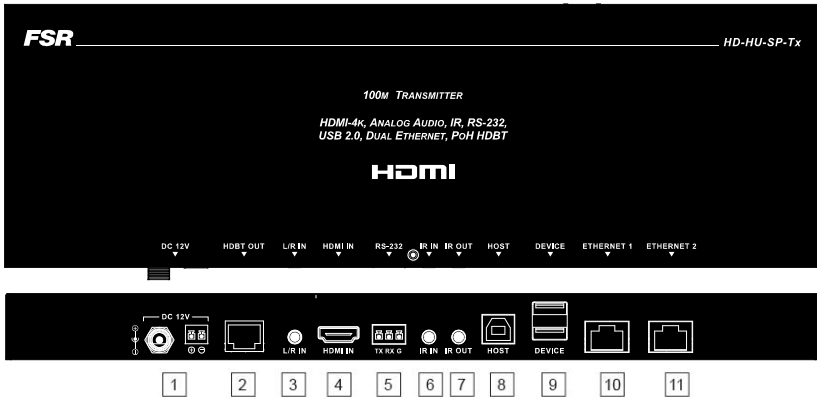 FSR HD-HU-SP-Tx
100M TRANSMITTER
HDMI-4K, ANALOG AUDIO, IR, RS-232,
USB 2.0, DUAL ETHERNET, POH HDBT
HDMI
DC 12V HDBT OUT L/R IN HDMI IN RS-232 IR IN IR OUT HOST DEVICE ETHERNET 1 ETHERNET 2
DC 12V
L/R IN HDMI IN TX RX G IR IN IR OUT HOST DEVICE
1 2 3 4 5 6 7 8 9 10 11